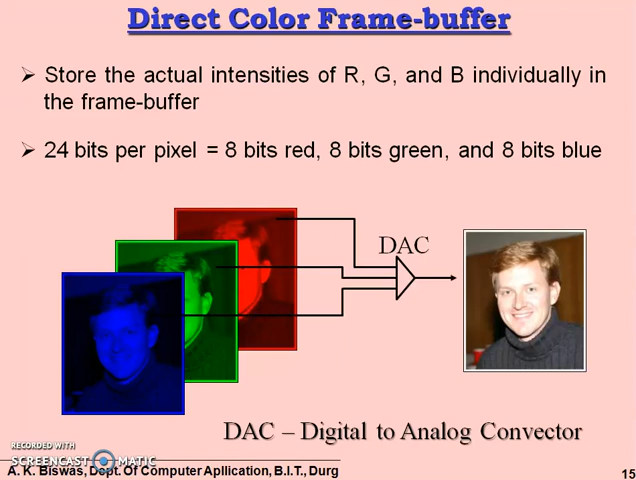 Direct Color Frame-buffer
➢ Store the actual intensities of R, G, and B individually in
the frame-buffer
➢ 24 bits per pixel = 8 bits red, 8 bits green, and 8 bits blue
DAC
DAC – Digital to Analog Convector
RECORDED WITH
SCREENCAST MATIC
A. K. Biswas, Dept. Of Computer Apllication, B.I.T., Durg
15